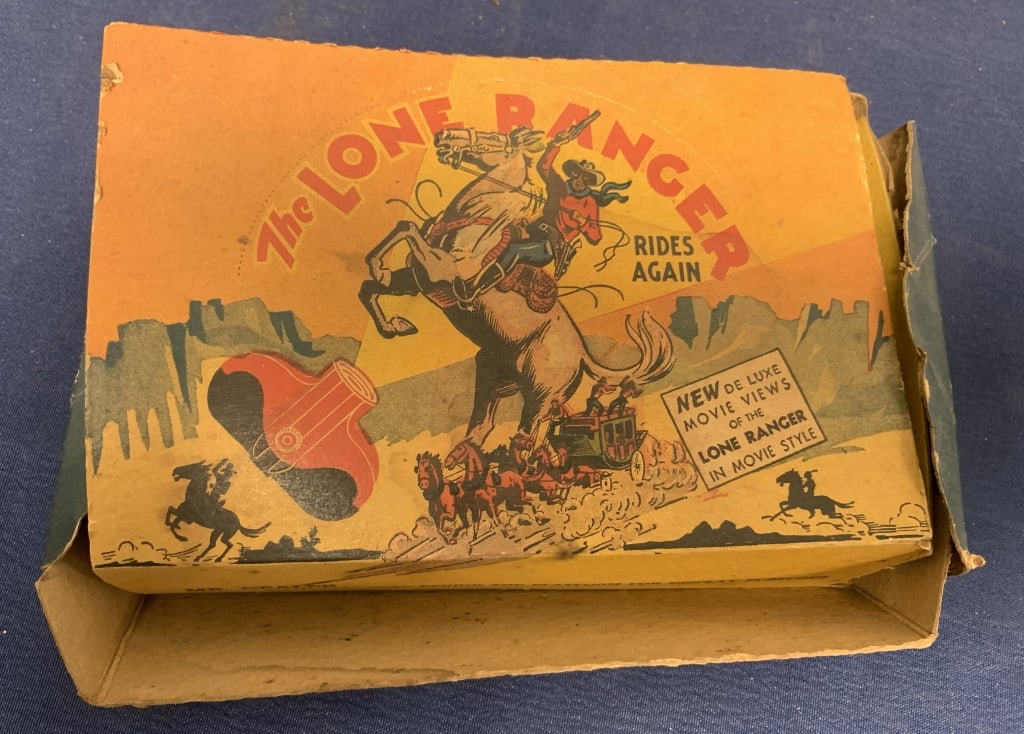 The LONE RANGER
RIDES
AGAIN
NEW DE LUXE
MOVIE VIEWS
OF THE
LONE RANGER
IN MOVIE STYLE